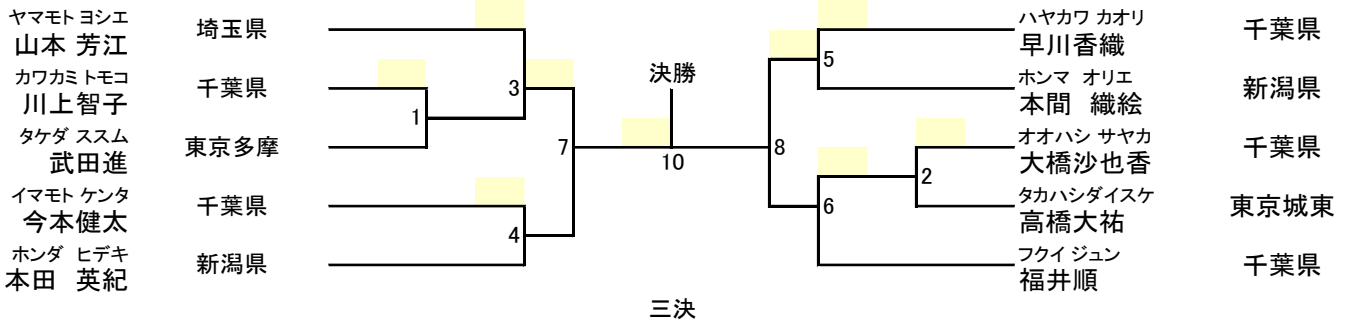 ヤマモト ヨシエ
山本 芳江
埼玉県
カワカミ トモコ
川上智子
千葉県
タケダ ススム
武田進
東京多摩
イマモト ケンタ
今本健太
千葉県
ホンダ ヒデキ
本田 英紀
新潟県
1
3
4
7
決勝
10
三決
8
5
6
2
ハヤカワ カオリ
早川香織
千葉県
ホンマ オリエ
本間 織絵
新潟県
オオハシ サヤカ
大橋沙也香
千葉県
タカハシダイスケ
高橋大祐
東京城東
フクイ ジュン
福井順
千葉県